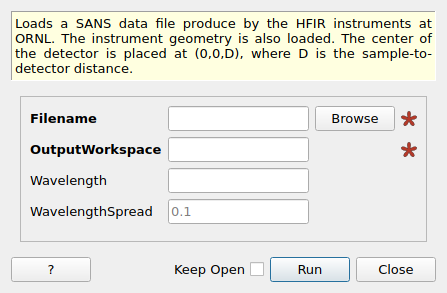 Loads a SANS data file produce by the HFIR instruments at
ORNL. The instrument geometry is also loaded. The center of
the detector is placed at (0,0,D), where D is the sample-to-
detector distance.
Filename Browse *
OutputWorkspace *
Wavelength
WavelengthSpread 0.1
? Keep Open Run Close